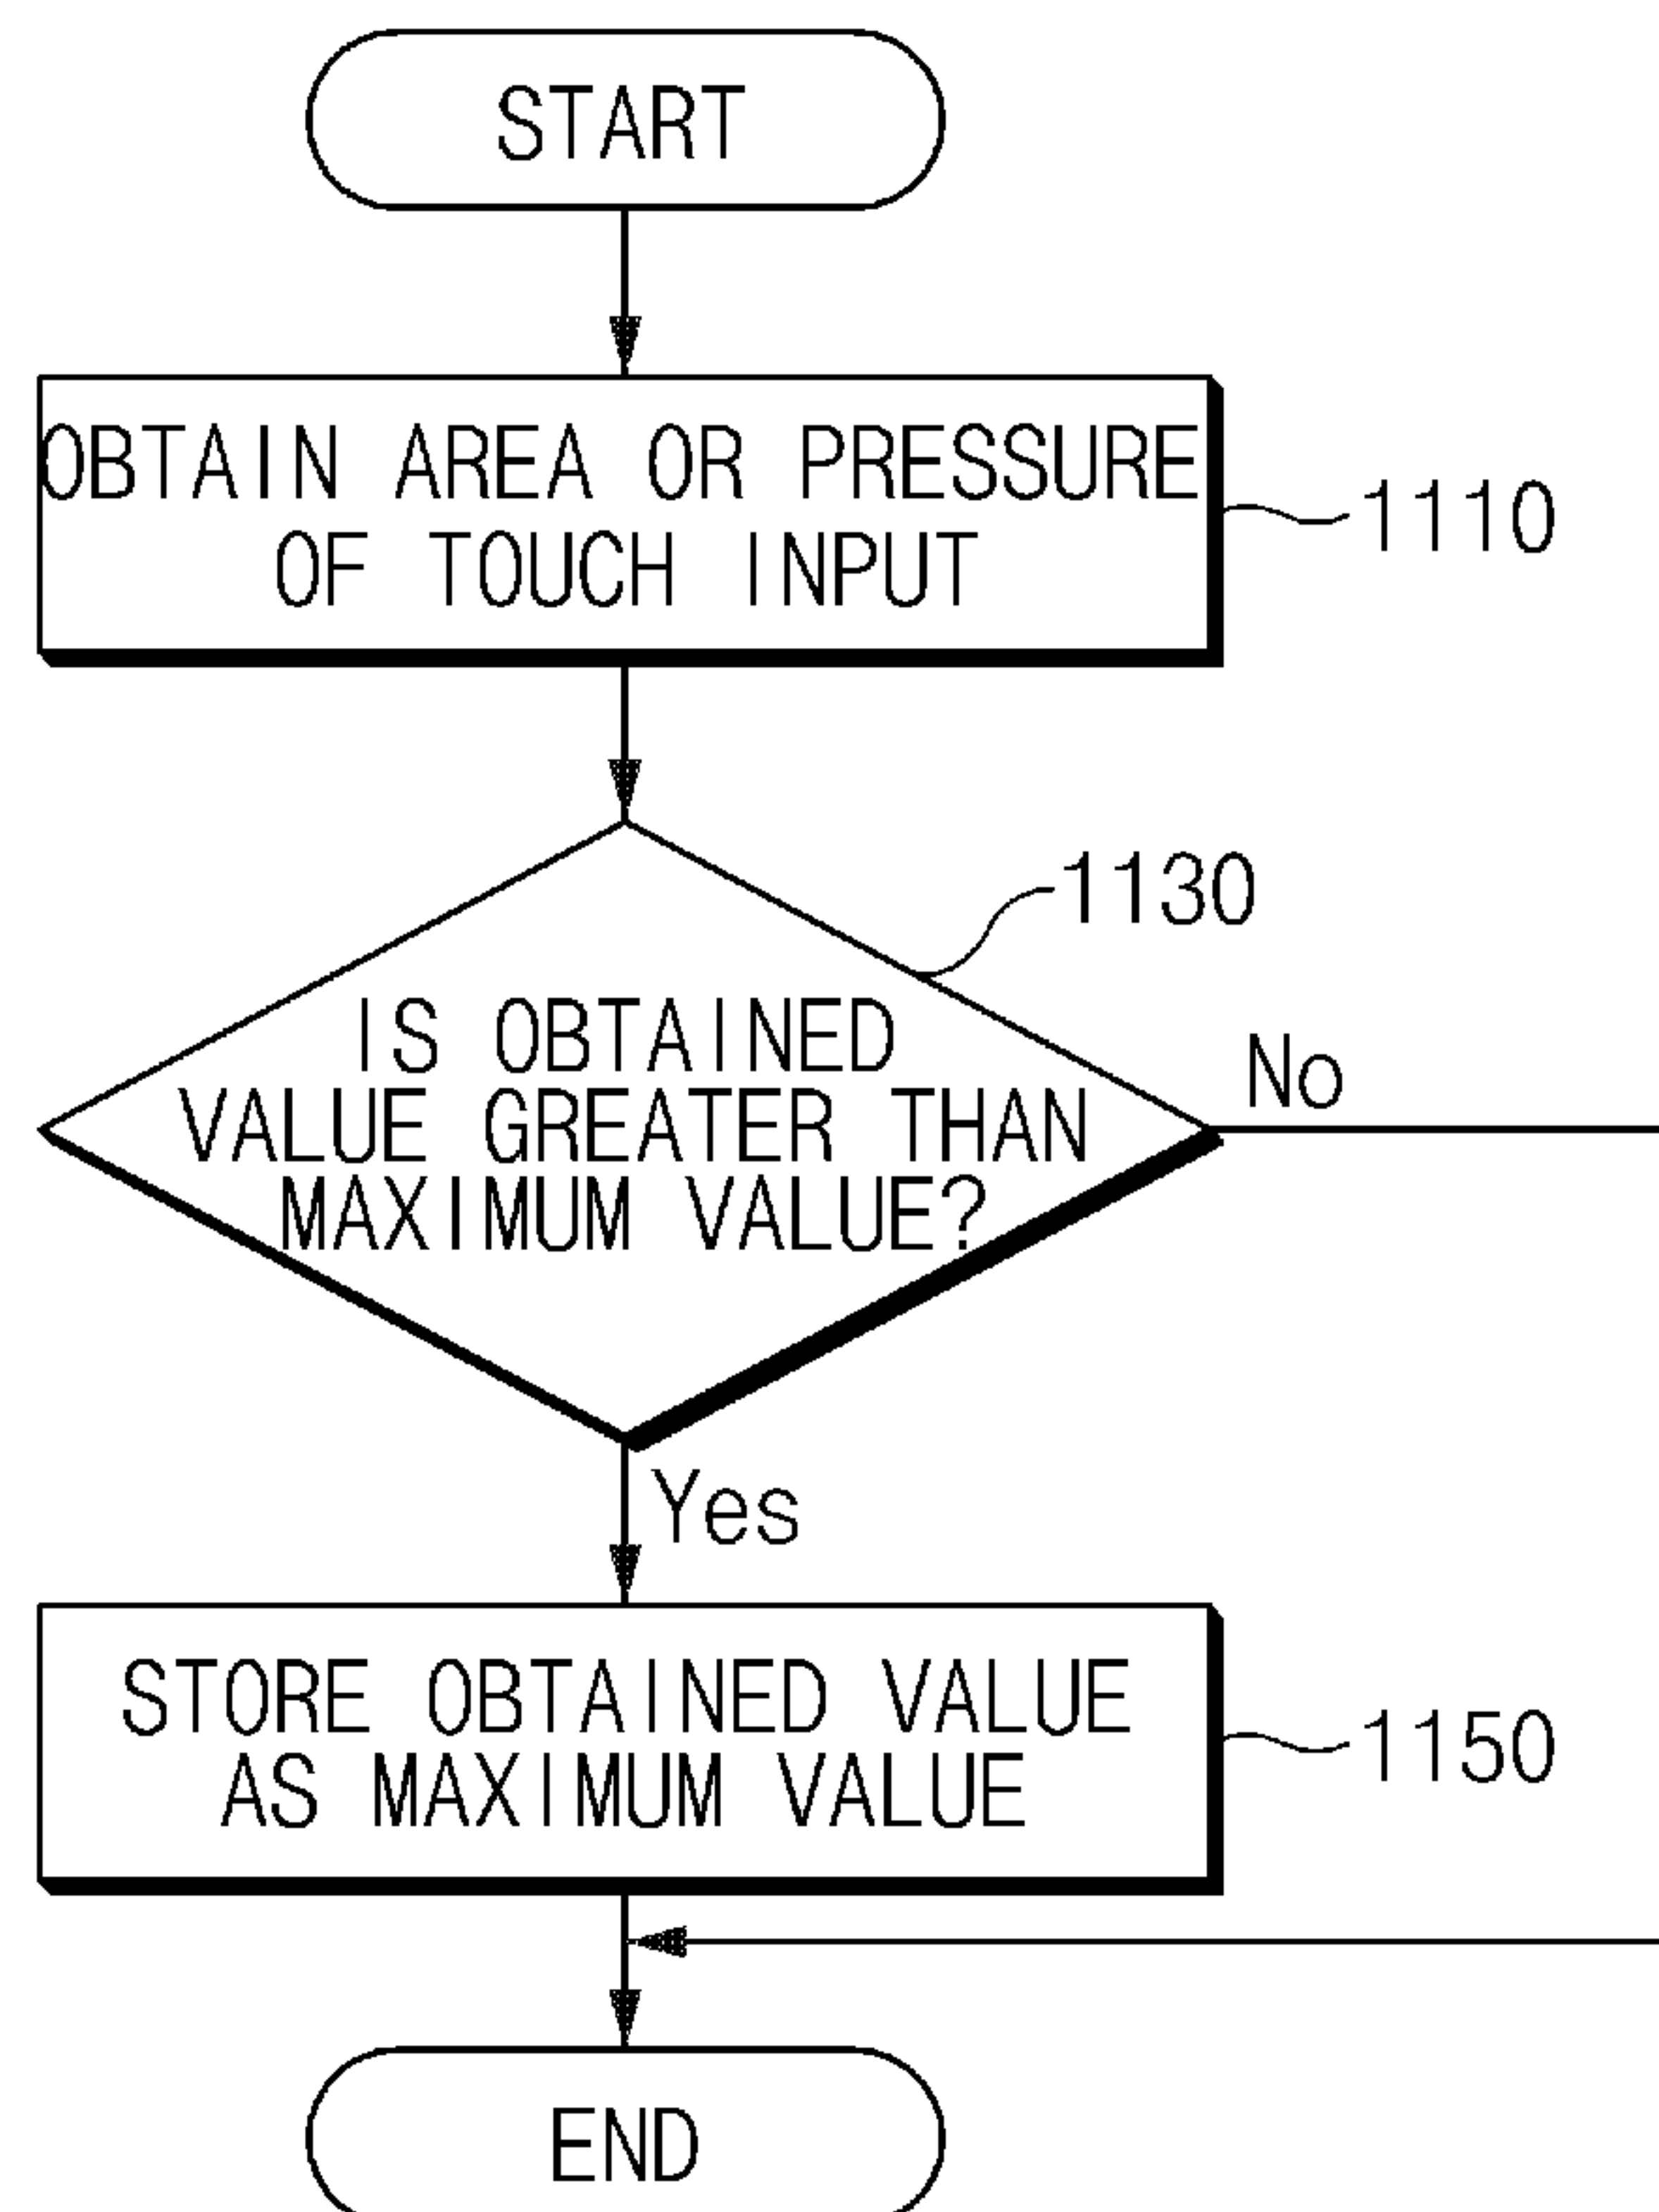 START
OBTAIN AREA OR PRESSURE
OF TOUCH INPUT
1110
1130
IS OBTAINED
VALUE GREATER THAN
MAXIMUM VALUE?
No
Yes
STORE OBTAINED VALUE
AS MAXIMUM VALUE
1150
END